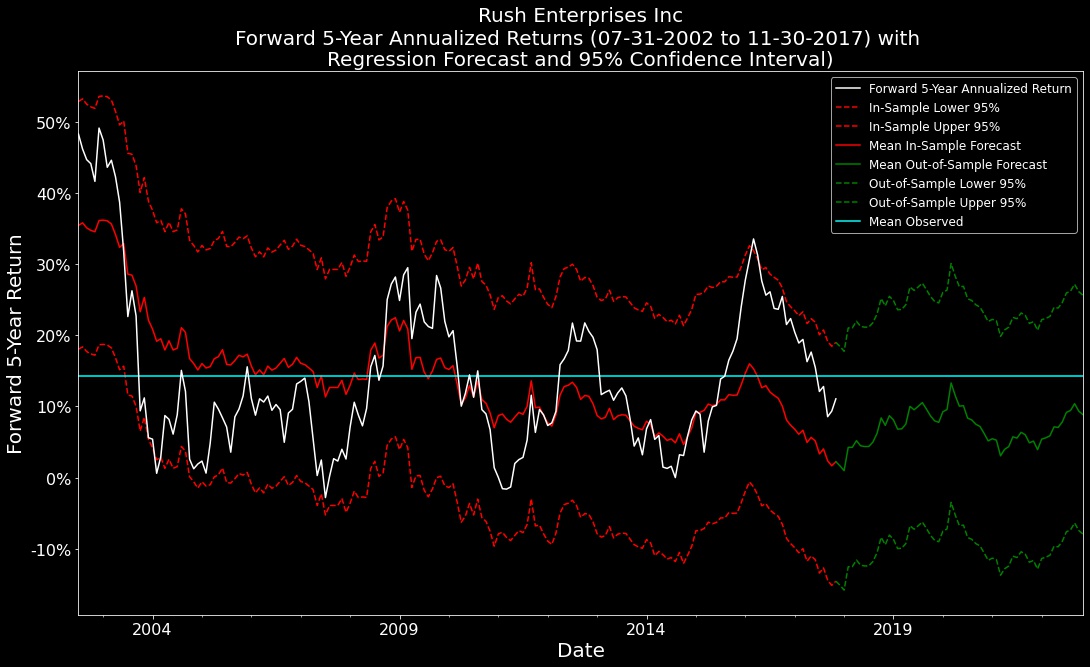 Rush Enterprises Inc
Forward 5-Year Annualized Returns (07-31-2002 to 11-30-2017) with
Regression Forecast and 95% Confidence Interval)
Forward 5-Year Annualized Return
In-Sample Lower 95%
In-Sample Upper 95%
Mean In-Sample Forecast
Mean Out-of-Sample Forecast
Out-of-Sample Lower 95%
Out-of-Sample Upper 95%
Mean Observed
Forward 5-Year Return
50%
40%
30%
20%
10%
0%
-10%
2004
2009
2014
2019
Date